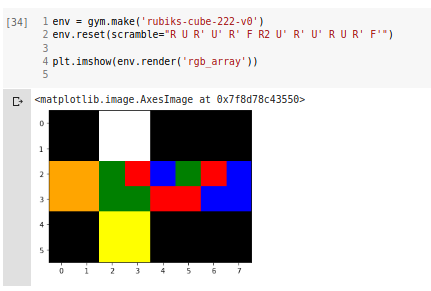 [34] 1 env = gym.make('rubiks-cube-222-v0')
2 env.reset(scramble="R U R' U' R' F R2 U' R' U' R U R' F'")
3
4 plt.imshow(env.render('rgb_array'))
5
<matplotlib.image.AxesImage at 0x7f8d78c43550>
0
1
2
3
4
5
0 1 2 3 4 5 6 7